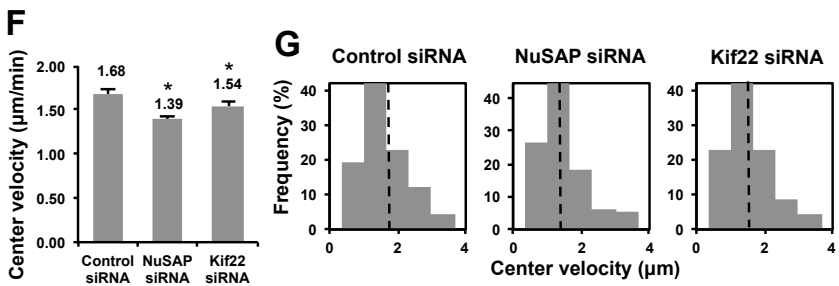 F
Center velocity (µm/min)
2.00
1.50
1.00
0.50
0.00
1.68
*
1.39
*
1.54
Control
siRNA
NuSAP
siRNA
Kif22
siRNA
G
Control siRNA
NuSAP siRNA
Kif22 siRNA
Frequency (%)
40
30
20
10
0
40
30
20
10
0
40
30
20
10
0
0
2
4
0
2
4
0
2
4
Center velocity (µm)